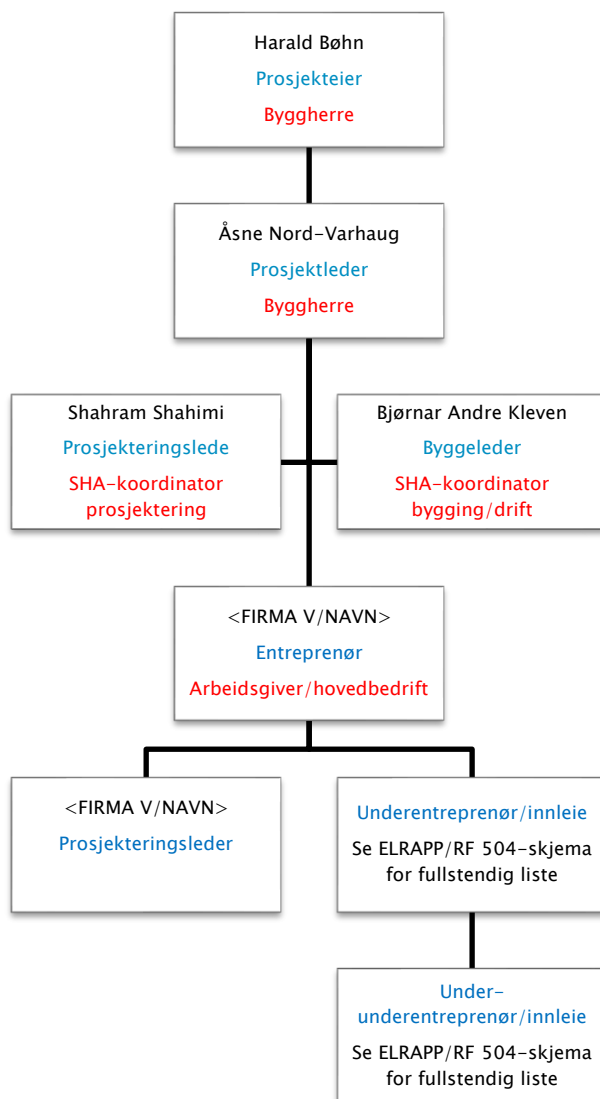 Harald Bøhn
Prosjekteier
Byggherre
Åsne Nord-Varhaug
Prosjektleder
Byggherre
Shahram Shahimi
Prosjekteringslede
SHA-koordinator
prosjektering
Bjørnar Andre Kleven
Byggeleder
SHA-koordinator
bygging/drift
<FIRMA V/NAVN>
Entreprenør
Arbeidsgiver/hovedbedrift
<FIRMA V/NAVN>
Prosjekteringsleder
Underentreprenør/innleie
Se ELRAPP/RF 504-skjema
for fullstendig liste
Under-
underentreprenør/innleie
Se ELRAPP/RF 504-skjema
for fullstendig liste